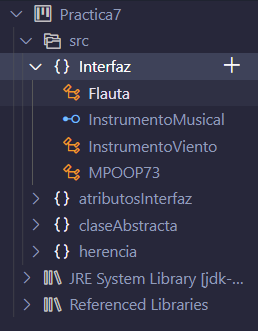 Practica7
src
{} Interfaz +
Flauta
InstrumentoMusical
InstrumentoViento
MPOOP73
{} atributosInterfaz
{} claseAbstracta
{} herencia
JRE System Library [jdk-...
Referenced Libraries